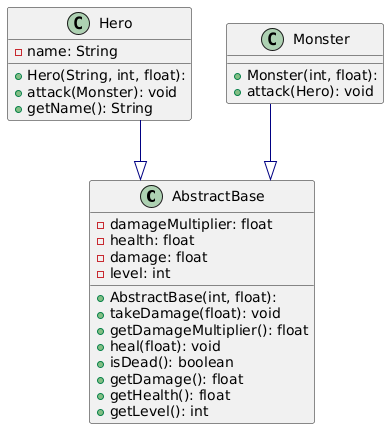 C Hero
name: String
Hero(String, int, float):
attack(Monster): void
getName(): String
C Monster
Monster(int, float):
attack(Hero): void
C AbstractBase
damageMultiplier: float
health: float
damage: float
level: int
AbstractBase(int, float):
takeDamage(float): void
getDamageMultiplier(): float
heal(float): void
isDead(): boolean
getDamage(): float
getHealth(): float
getLevel(): int